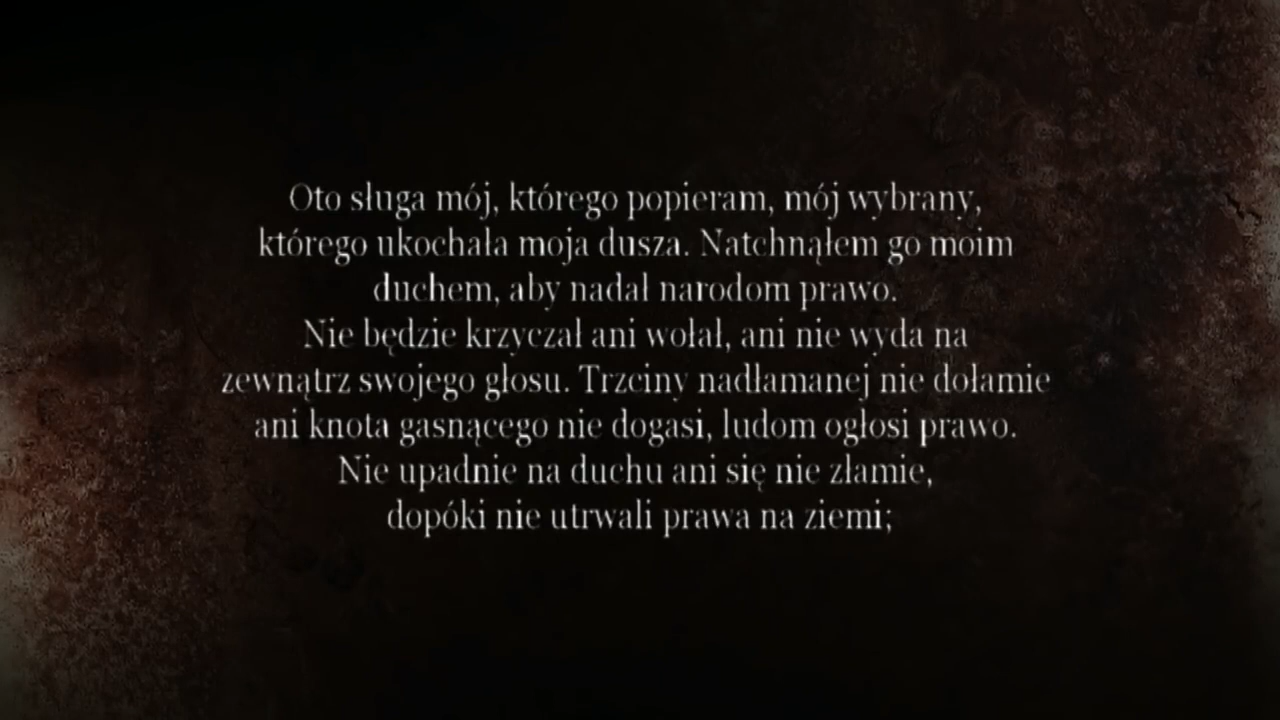 Oto sługa mój, którego popieram, mój wybrany,
którego ukochała moja dusza. Natchnąłem go moim
duchem, aby nadał narodom prawo.
Nie będzie krzyczał ani wołał, ani nie wyda na
zewnątrz swojego głosu. Trzciny nadłamanej nie dołamie
ani knota gasnącego nie dogasi, ludom ogłosi prawo.
Nie upadnie na duchu ani się nie złamie,
dopóki nie utrwali prawa na ziemi;